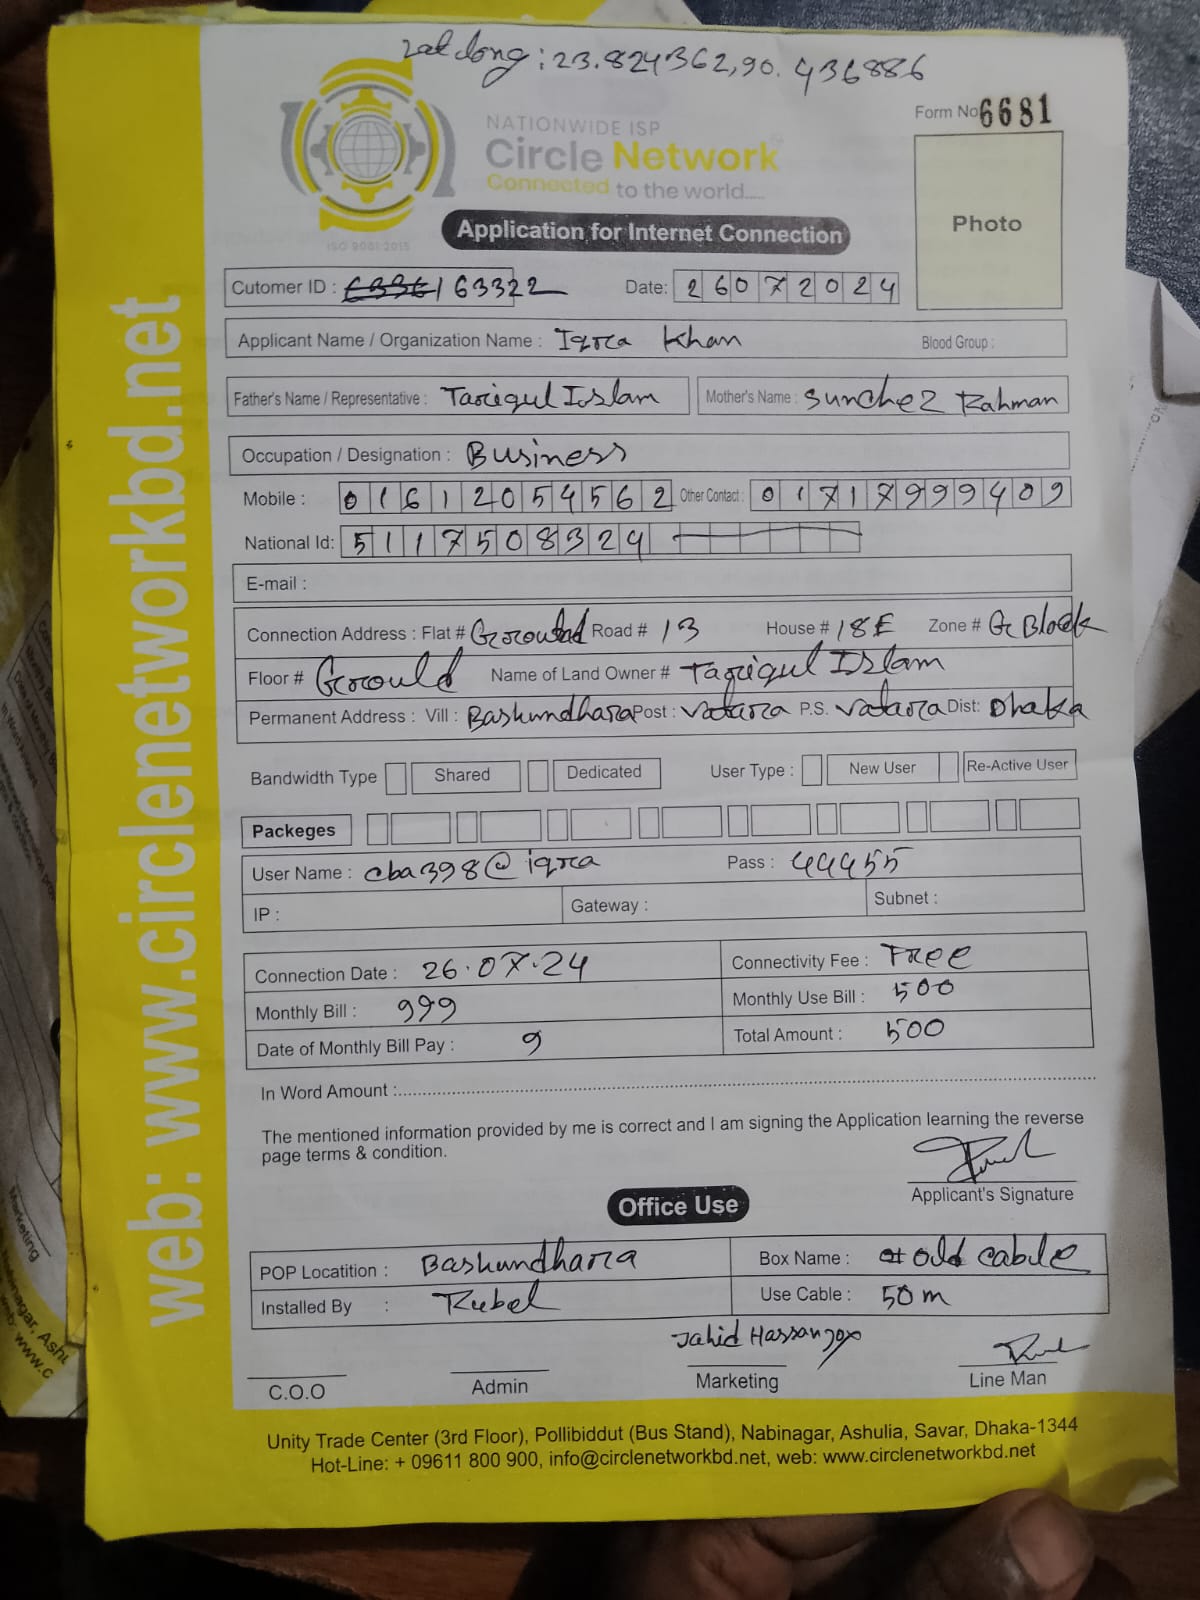 Lat Long : 23.824362,90.436886
Form No 6681
NATIONWIDE ISP
Circle Network
Connected to the world.....
ISO 9001:2015
Photo
Application for Internet Connection
Cutomer ID : 163322 Date: 26072024
Applicant Name / Organization Name : Iqra Khan Blood Group :
Father's Name / Representative : Tariqul Islam Mother's Name : Sunchez Rahman
Occupation / Designation : Business
Mobile : 01612054562 Other Contact : 01717999409
National Id: 5117508324
E-mail :
Connection Address : Flat # Road # 13 House # 18E Zone # G Block
Floor # Name of Land Owner # Tariqul Islam
Permanent Address : Vill : Bashundhara Post : Vatara P.S. Vatara Dist: Dhaka
Bandwidth Type Shared Dedicated User Type : New User Re-Active User
Packeges
User Name : cba398@iqra Pass : 44455
IP : Gateway : Subnet :
Connection Date : 26.07.24 Connectivity Fee : Free
Monthly Bill : 999 Monthly Use Bill : 500
Date of Monthly Bill Pay : 9 Total Amount : 500
In Word Amount :
The mentioned information provided by me is correct and I am signing the Application learning the reverse
page terms & condition.
Applicant's Signature
Office Use
POP Locatition : Bashundhara Box Name : old cable
Installed By : Rubel Use Cable : 50m
Jahid Hassan
C.O.O Admin Marketing Line Man
Unity Trade Center (3rd Floor), Pollibiddut (Bus Stand), Nabinagar, Ashulia, Savar, Dhaka-1344
Hot-Line: + 09611 800 900, info@circlenetworkbd.net, web: www.circlenetworkbd.net
web: www.circlenetworkbd.net
Marketing